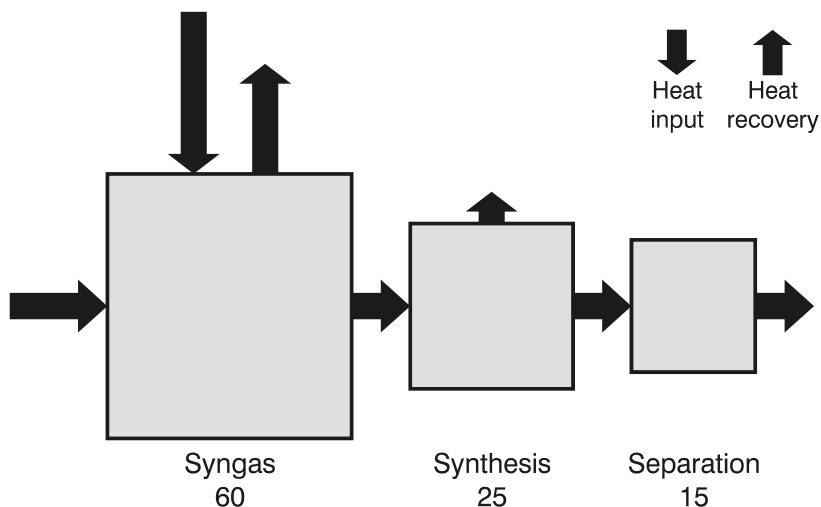 Heat
input
Heat
recovery
Syngas
60
Synthesis
25
Separation
15